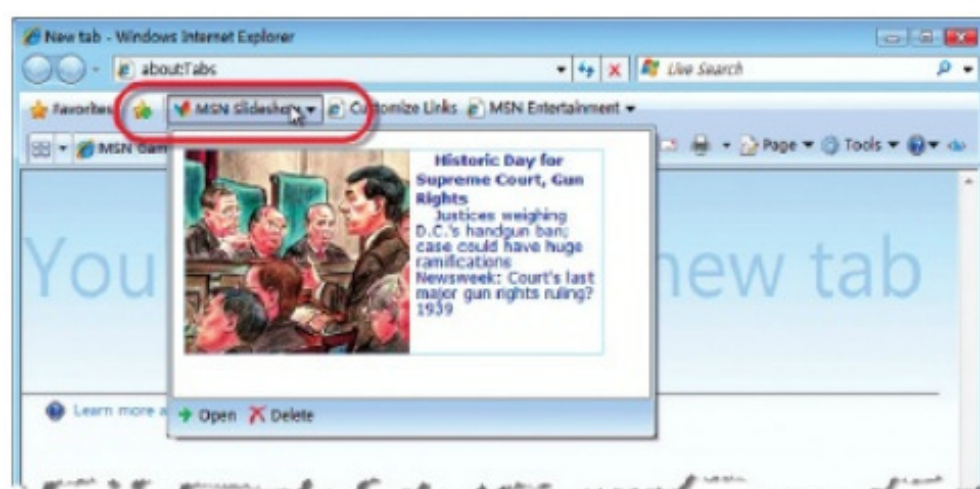 New tab - Windows Internet Explorer
about:Tabs
Live Search
Favorites MSN Slideshow Customize Links MSN Entertainment
MSN Page Tools
Historic Day for
Supreme Court, Gun
Rights
Justices weighing
D.C.'s handgun ban;
case could have huge
ramifications
Newsweek: Court's last
major gun rights ruling?
1939
You new tab
Learn more a
Open Delete